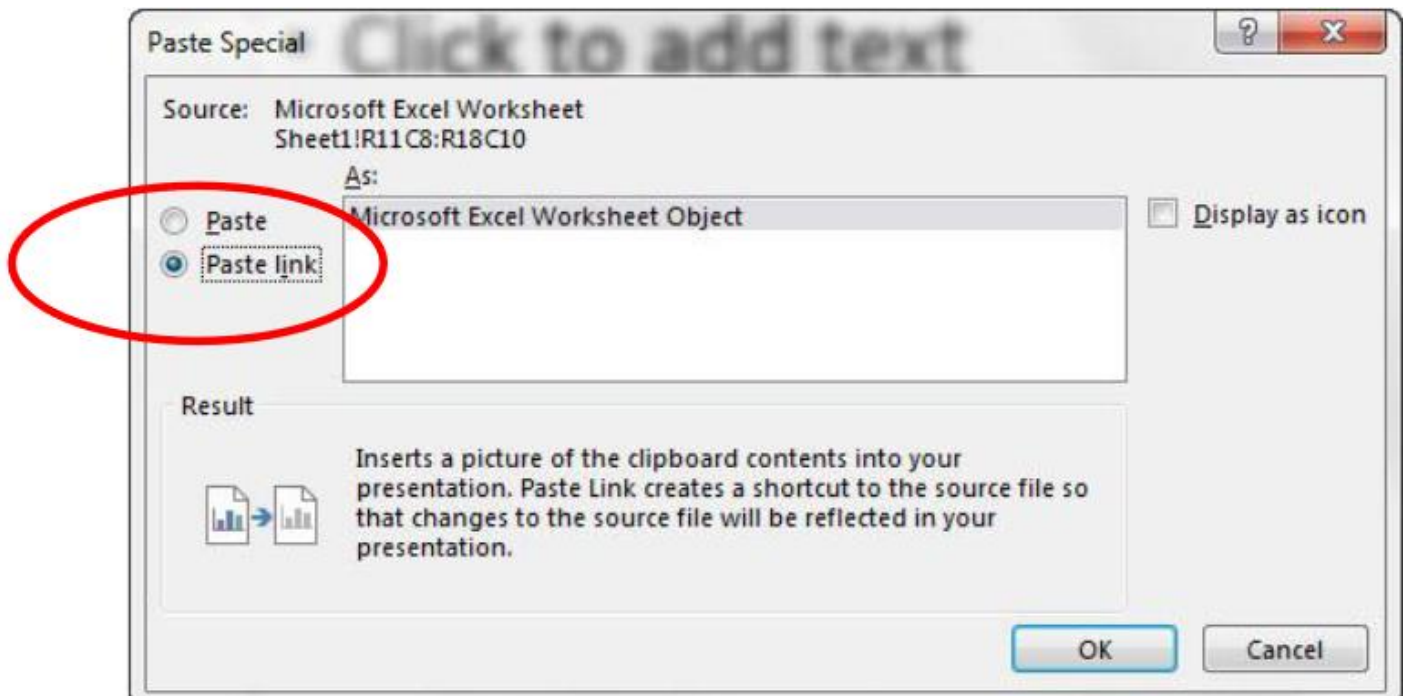 Click to add text
Paste Special
Source: Microsoft Excel Worksheet
Sheet1!R11C8:R18C10
As:
Paste
Microsoft Excel Worksheet Object
Display as icon
Paste link
Result
Inserts a picture of the clipboard contents into your
presentation. Paste Link creates a shortcut to the source file so
that changes to the source file will be reflected in your
presentation.
OK
Cancel